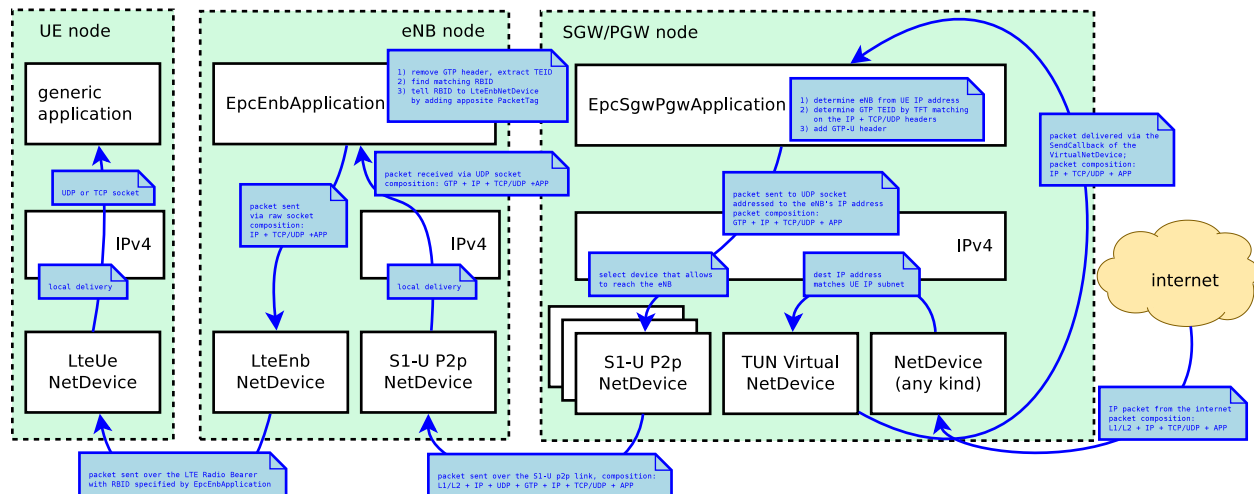 UE node
generic
application
UDP or TCP socket
IPv4
local delivery
LteUe
NetDevice
eNB node
EpcEnbApplication
1) remove GTP header, extract TEID
2) find matching RBID
3) tell RBID to LteEnbNetDevice
by adding apposite PacketTag
packet received via UDP socket
composition: GTP + IP + TCP/UDP +APP
packet sent
via raw socket
composition:
IP + TCP/UDP +APP
IPv4
local delivery
LteEnb
NetDevice
S1-U P2p
NetDevice
packet sent over the LTE Radio Bearer
with RBID specified by EpcEnbApplication
SGW/PGW node
EpcSgwPgwApplication
1) determine eNB from UE IP address
2) determine GTP TEID by TFT matching
on the IP + TCP/UDP headers
3) add GTP-U header
packet sent to UDP socket
addressed to the eNB's IP address
packet composition:
GTP + IP + TCP/UDP + APP
IPv4
select device that allows
to reach the eNB
dest IP address
matches UE IP subnet
S1-U P2p
NetDevice
TUN Virtual
NetDevice
NetDevice
(any kind)
packet sent over the S1-U p2p link, composition:
L1/L2 + IP + UDP + GTP + IP + TCP/UDP + APP
packet delivered via the
SendCallback of the
VirtualNetDevice;
packet composition:
IP + TCP/UDP + APP
internet
IP packet from the internet
packet composition:
L1/L2 + IP + TCP/UDP + APP